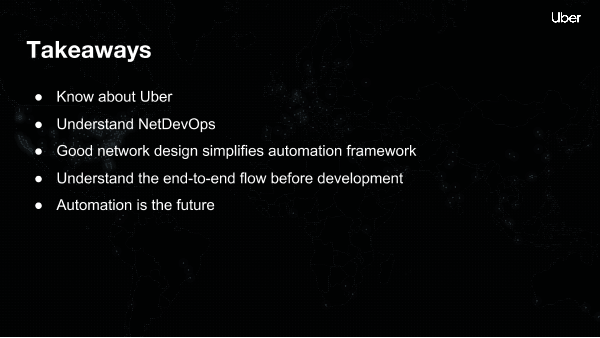 Uber
Takeaways
● Know about Uber
● Understand NetDevOps
● Good network design simplifies automation framework
● Understand the end-to-end flow before development
● Automation is the future